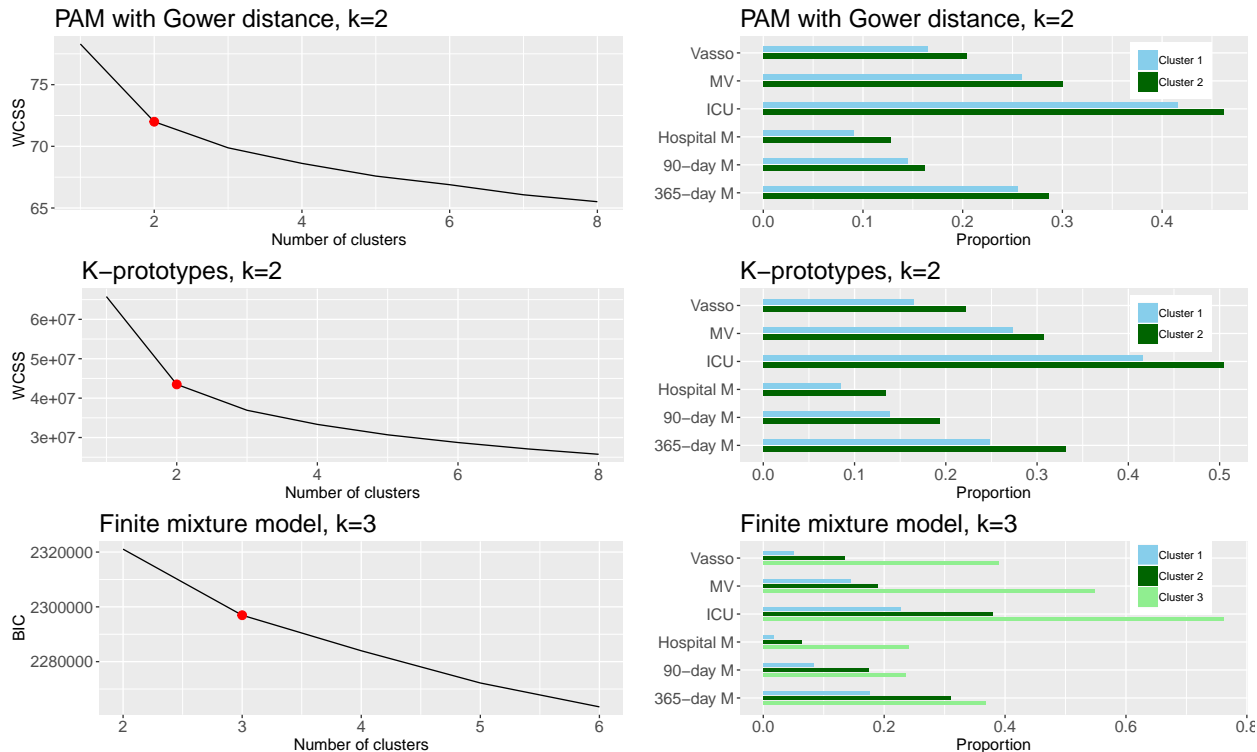 PAM with Gower distance, k=2
75
70
65
WCSS
2
4
6
8
Number of clusters
PAM with Gower distance, k=2
Vasso
MV
ICU
Hospital M
90−day M
365−day M
Cluster 1
Cluster 2
0.0
0.1
0.2
0.3
0.4
Proportion
K−prototypes, k=2
6e+07
5e+07
4e+07
3e+07
WCSS
2
4
6
8
Number of clusters
K−prototypes, k=2
Vasso
MV
ICU
Hospital M
90−day M
365−day M
Cluster 1
Cluster 2
0.0
0.1
0.2
0.3
0.4
0.5
Proportion
Finite mixture model, k=3
2320000
2300000
2280000
BIC
2
3
4
5
6
Number of clusters
Finite mixture model, k=3
Vasso
MV
ICU
Hospital M
90−day M
365−day M
Cluster 1
Cluster 2
Cluster 3
0.0
0.2
0.4
0.6
0.8
Proportion